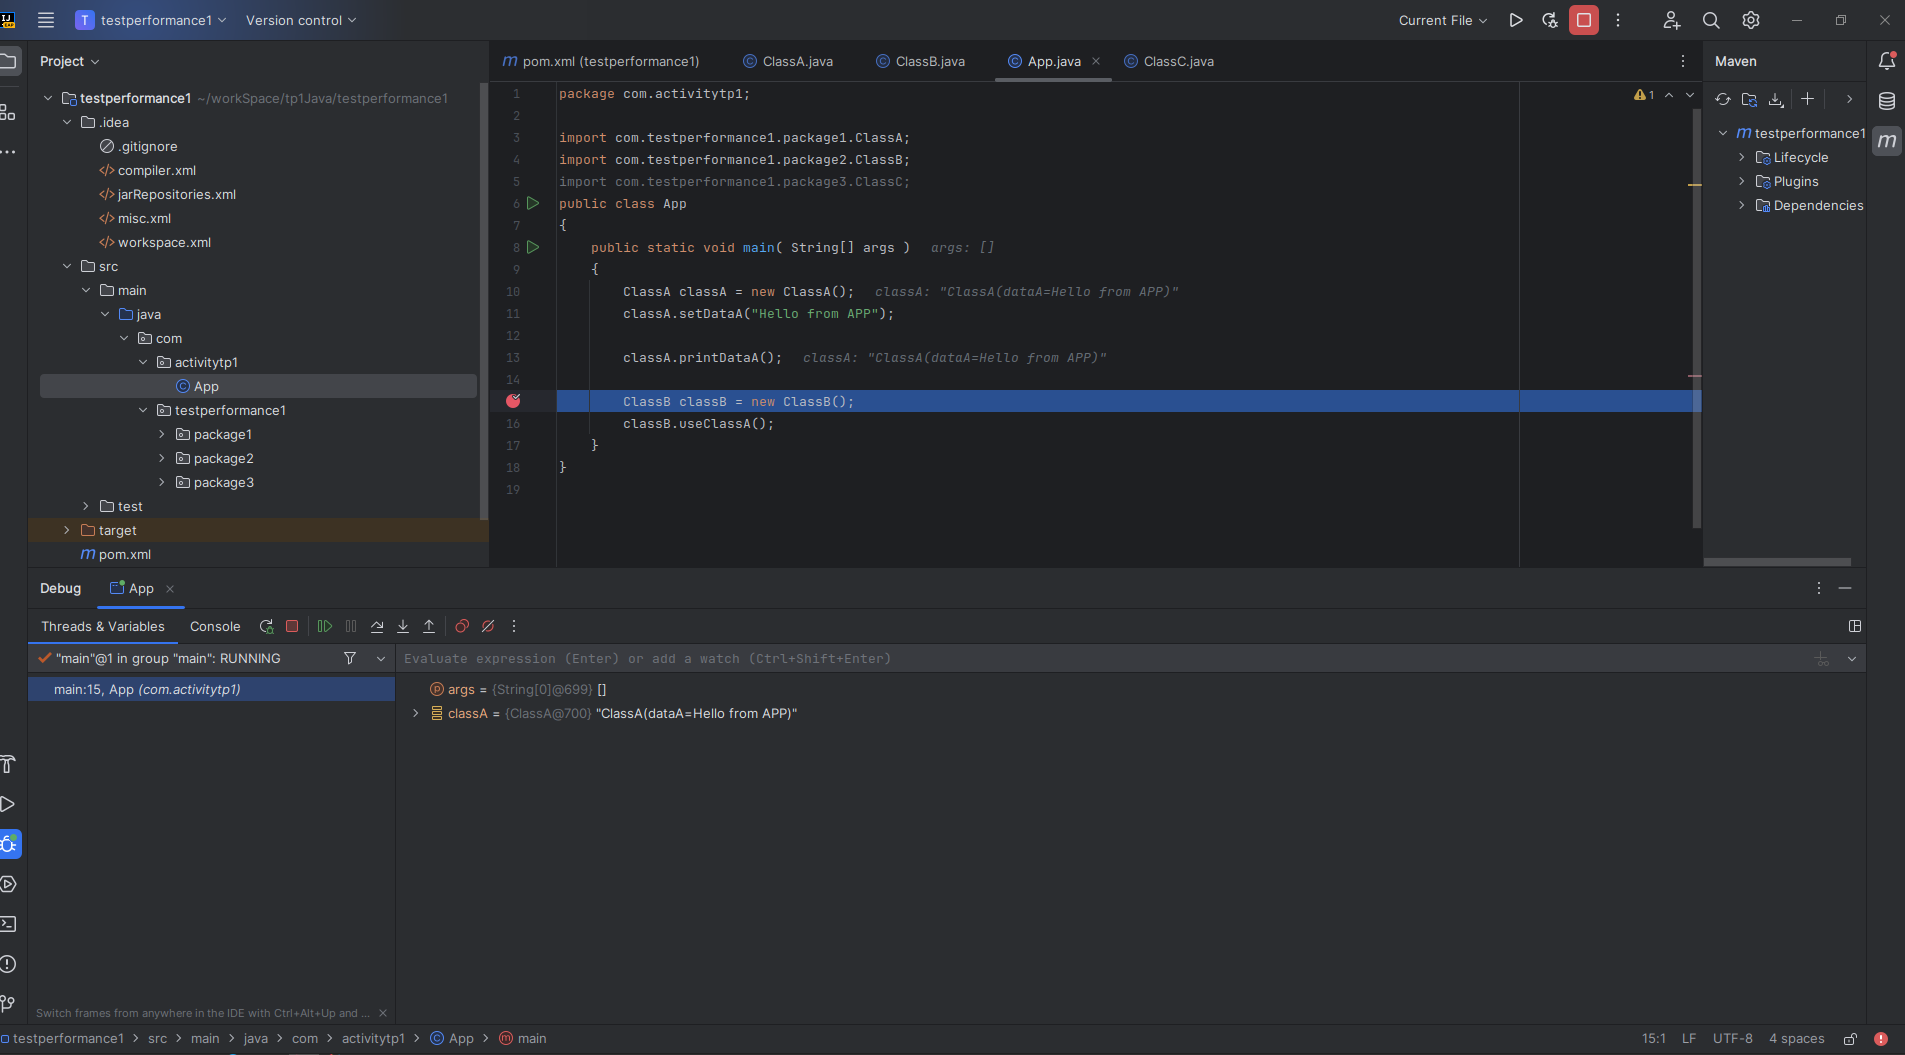 testperformance1
Version control
Current File
Project
testperformance1 ~/workSpace/tp1Java/testperformance1
.idea
.gitignore
compiler.xml
jarRepositories.xml
misc.xml
workspace.xml
src
main
java
com
activitytp1
App
testperformance1
package1
package2
package3
test
target
pom.xml
pom.xml (testperformance1)
ClassA.java
ClassB.java
App.java
ClassC.java
1 package com.activitytp1;
2
3 import com.testperformance1.package1.ClassA;
4 import com.testperformance1.package2.ClassB;
5 import com.testperformance1.package3.ClassC;
6 public class App
7 {
8 public static void main( String[] args ) args: []
9 {
10 ClassA classA = new ClassA(); classA: "ClassA(dataA=Hello from APP)"
11 classA.setDataA("Hello from APP");
12
13 classA.printDataA(); classA: "ClassA(dataA=Hello from APP)"
14
ClassB classB = new ClassB();
16 classB.useClassA();
17 }
18 }
19
1
Maven
testperformance1
Lifecycle
Plugins
Dependencies
Debug
App
Threads & Variables
Console
"main"@1 in group "main": RUNNING
Evaluate expression (Enter) or add a watch (Ctrl+Shift+Enter)
main:15, App (com.activitytp1)
args = {String[0]@699} []
classA = {ClassA@700} "ClassA(dataA=Hello from APP)"
Switch frames from anywhere in the IDE with Ctrl+Alt+Up and ...
testperformance1 > src > main > java > com > activitytp1 > App > main
15:1 LF UTF-8 4 spaces